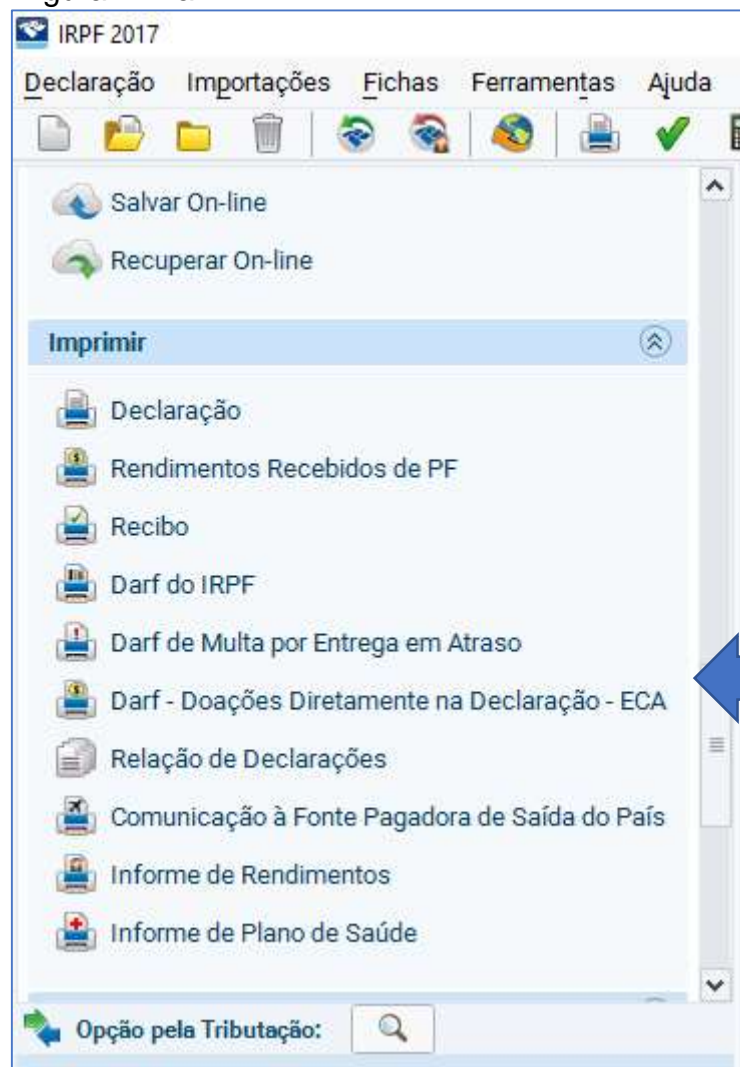 IRPF 2017
Declaração Importações Fichas Ferramentas Ajuda
Salvar On-line
Recuperar On-line
Imprimir
Declaração
Rendimentos Recebidos de PF
Recibo
Darf do IRPF
Darf de Multa por Entrega em Atraso
Darf - Doações Diretamente na Declaração - ECA
Relação de Declarações
Comunicação à Fonte Pagadora de Saída do País
Informe de Rendimentos
Informe de Plano de Saúde
Opção pela Tributação: